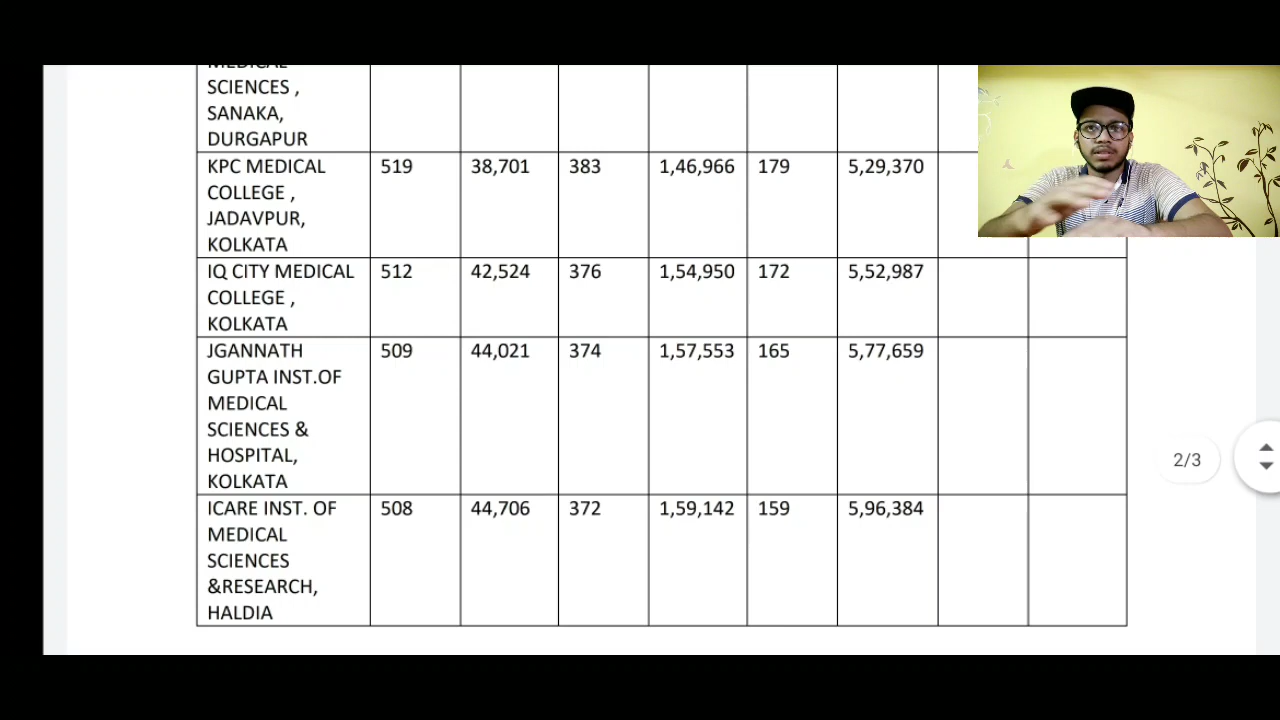 MEDICAL
SCIENCES ,
SANAKA,
DURGAPUR
KPC MEDICAL 519 38,701 383 1,46,966 179 5,29,370
COLLEGE ,
JADAVPUR,
KOLKATA
IQ CITY MEDICAL 512 42,524 376 1,54,950 172 5,52,987
COLLEGE ,
KOLKATA
JGANNATH 509 44,021 374 1,57,553 165 5,77,659
GUPTA INST.OF
MEDICAL
SCIENCES &
HOSPITAL,
KOLKATA
2/3
ICARE INST. OF 508 44,706 372 1,59,142 159 5,96,384
MEDICAL
SCIENCES
&RESEARCH,
HALDIA